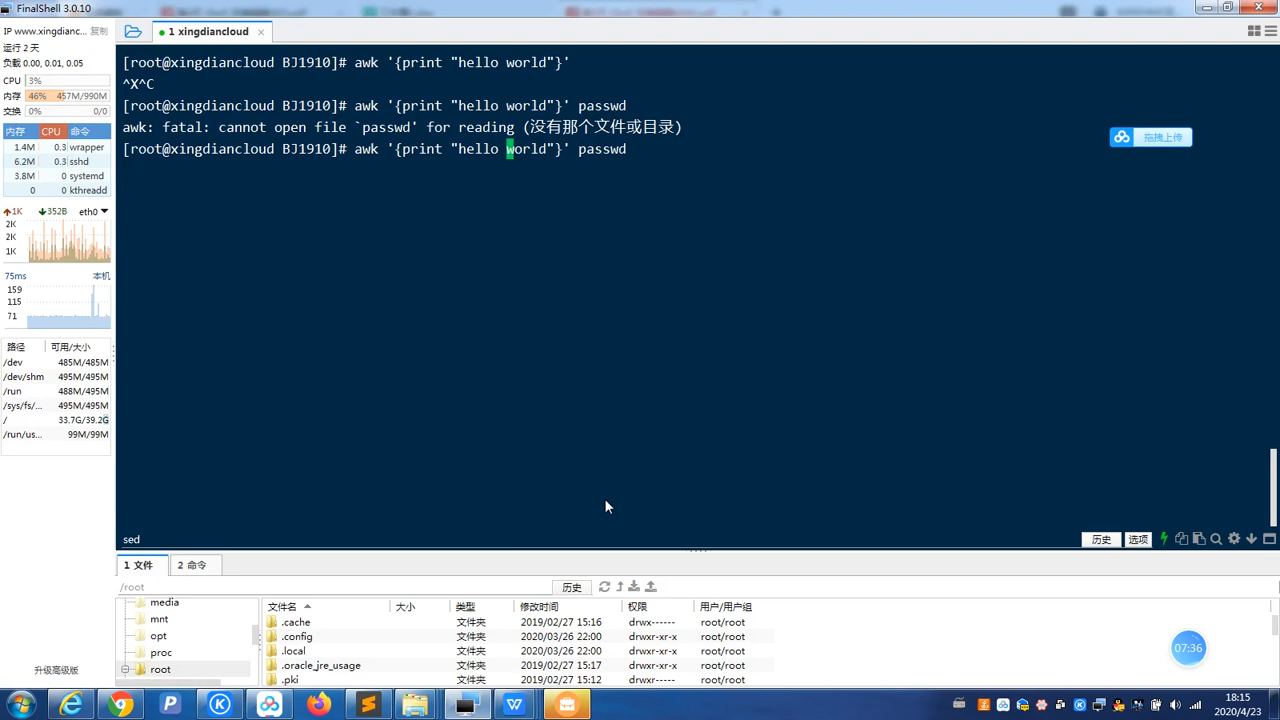 FinalShell 3.0.10
IP www.xingdianc... 复制
运行 2 天
负载 0.00, 0.01, 0.05
CPU 3%
内存 46% 457M/990M
交换 0% 0/0
内存 CPU 命令
1.4M 0.3 wrapper
6.2M 0.3 sshd
3.8M 0 systemd
0 0 kthreadd
1K 352B eth0
2K
2K
1K
75ms 本机
159
115
71
路径 可用/大小
/dev 485M/485M
/dev/shm 495M/495M
/run 488M/495M
/sys/fs/... 495M/495M
/ 33.7G/39.2G
/run/us... 99M/99M
升级高级版
1 xingdiancloud
[root@xingdiancloud BJ1910]# awk '{print "hello world"}'
^X^C
[root@xingdiancloud BJ1910]# awk '{print "hello world"}' passwd
awk: fatal: cannot open file `passwd' for reading (没有那个文件或目录)
[root@xingdiancloud BJ1910]# awk '{print "hello world"}' passwd
拖拽上传
sed
历史 选项
1 文件 2 命令
/root 历史
media
mnt
opt
proc
root
文件名 大小 类型 修改时间 权限 用户/用户组
.cache 文件夹 2019/02/27 15:16 drwx------ root/root
.config 文件夹 2020/03/26 22:00 drwxr-xr-x root/root
.local 文件夹 2020/03/26 22:00 drwxr-xr-x root/root
.oracle_jre_usage 文件夹 2019/02/27 15:17 drwxr-xr-x root/root
.pki 文件夹 2019/02/27 15:12 drwxr-xr-x root/root
07:36
18:15
2020/4/23